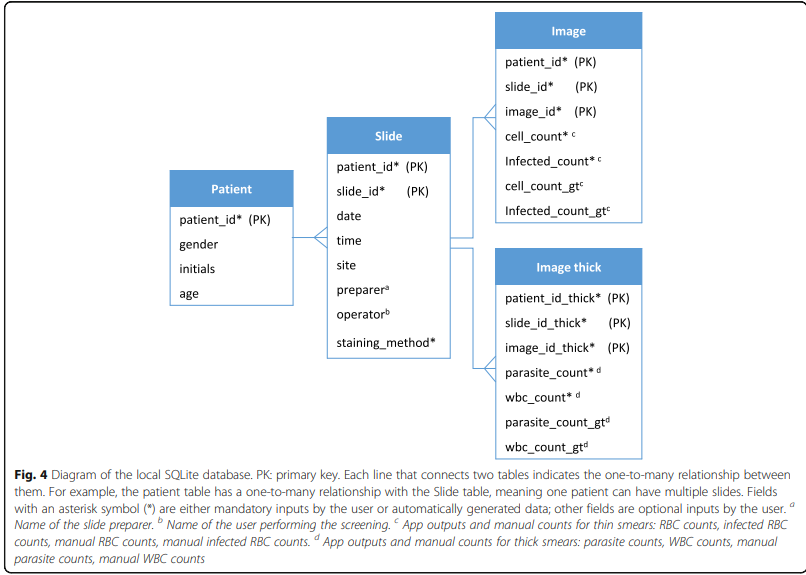 Patient
patient_id* (PK)
gender
initials
age
Slide
patient_id* (PK)
slide_id* (PK)
date
time
site
preparerᵃ
operatorᵇ
staining_method*
Image
patient_id* (PK)
slide_id* (PK)
image_id* (PK)
cell_count* ᶜ
Infected_count* ᶜ
cell_count_gtᶜ
Infected_count_gtᶜ
Image thick
patient_id_thick* (PK)
slide_id_thick* (PK)
image_id_thick* (PK)
parasite_count* ᵈ
wbc_count* ᵈ
parasite_count_gtᵈ
wbc_count_gtᵈ
Fig. 4 Diagram of the local SQLite database. PK: primary key. Each line that connects two tables indicates the one-to-many relationship between
them. For example, the patient table has a one-to-many relationship with the Slide table, meaning one patient can have multiple slides. Fields
with an asterisk symbol (*) are either mandatory inputs by the user or automatically generated data; other fields are optional inputs by the user. ᵃ
Name of the slide preparer. ᵇ Name of the user performing the screening. ᶜ App outputs and manual counts for thin smears: RBC counts, infected RBC
counts, manual RBC counts, manual infected RBC counts. ᵈ App outputs and manual counts for thick smears: parasite counts, WBC counts, manual
parasite counts, manual WBC counts